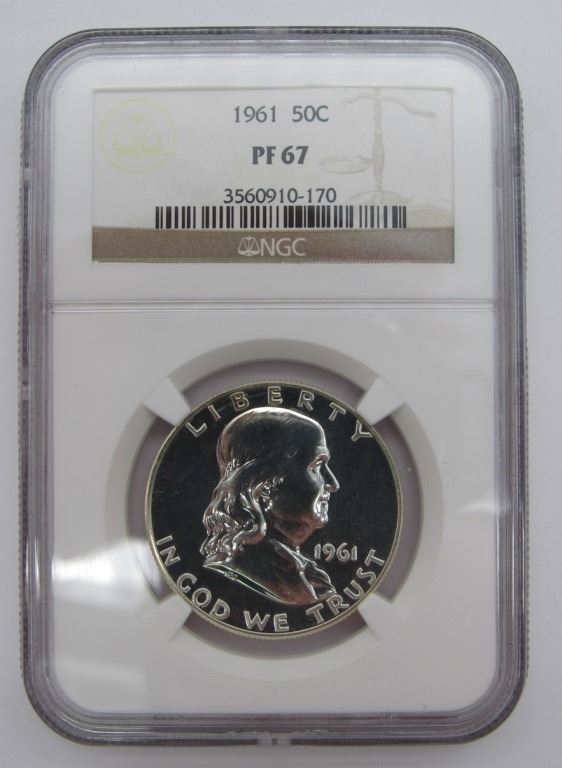 1961 50C
PF 67
3560910-170
NGC
LIBERTY
1961
IN GOD WE TRUST